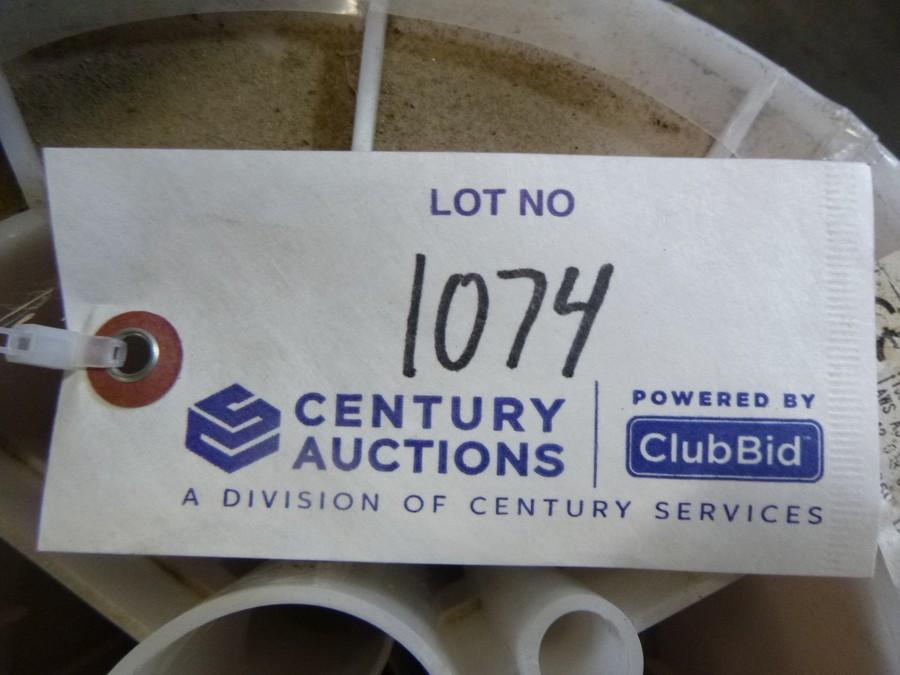 LOT NO
1074
CENTURY
AUCTIONS
POWERED BY
ClubBid
A DIVISION OF CENTURY SERVICES